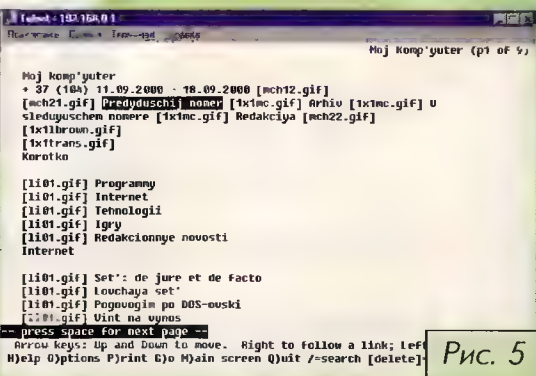 Telnet - 192.168.0.1
Moj Komp'yuter (p1 of
Moj komp'yuter
+ 37 (104) 11.09.2000 - 18.09.2000 [mch12.gif]
[mch21.gif] Predyduschij nomer [1x1mc.gif] Arhiv [1x1mc.gif] U
sleduyuschem nomere [1x1mc.gif] Redakciya [mch22.gif]
[1x1lbrown.gif]
[1x1trans.gif]
Korotko
[li01.gif] Programmy
[li01.gif] Internet
[li01.gif] Tehnologii
[li01.gif] Igry
[li01.gif] Redakcionnye novosti
Internet
[li01.gif] Set': de jure et de facto
[li01.gif] Lovchaya set'
[li01.gif] Pogovogim po DOS-ovski
[li01.gif] Vint na vynos
-- press space for next page --
Arrow keys: Up and Down to move. Right to follow a link; Left
H)elp O)ptions P)rint G)o M)ain screen Q)uit /=search [delete]
Рис. 5